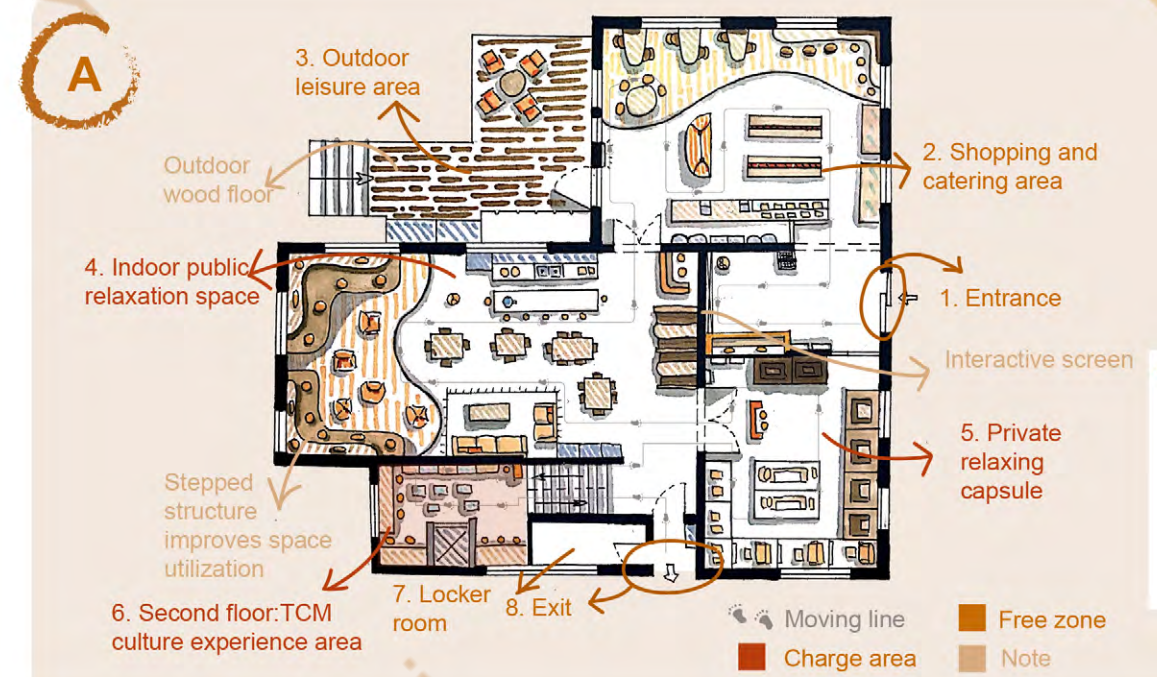 A
3. Outdoor
leisure area
Outdoor
wood floor
2. Shopping and
catering area
4. Indoor public
relaxation space
1. Entrance
Interactive screen
5. Private
relaxing
capsule
Stepped
structure
improves space
utilization
6. Second floor:TCM
culture experience area
7. Locker
room
8. Exit
Moving line
Free zone
Charge area
Note